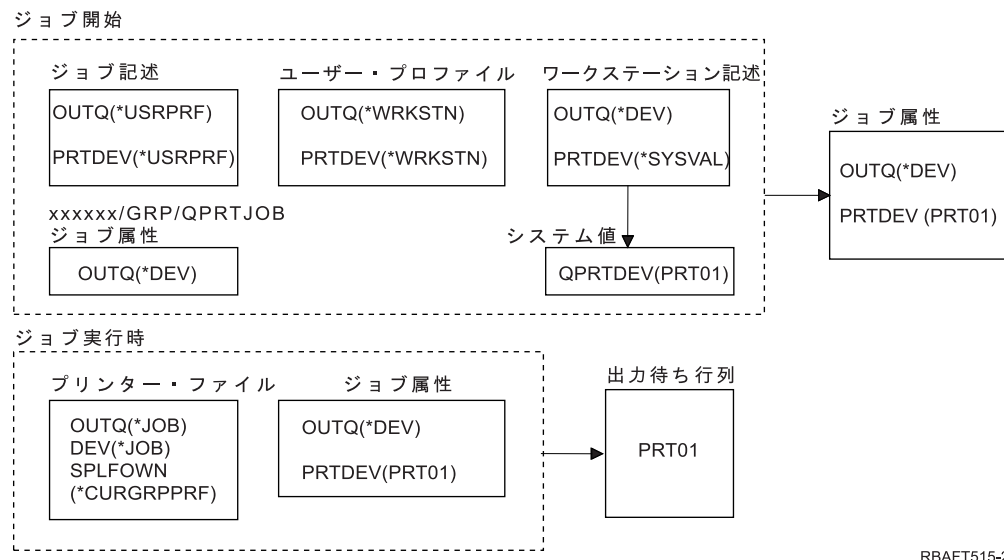 ジョブ開始
ジョブ記述
OUTQ(*USRPRF)
PRTDEV(*USRPRF)
ユーザー・プロファイル
OUTQ(*WRKSTN)
PRTDEV(*WRKSTN)
ワークステーション記述
OUTQ(*DEV)
PRTDEV(*SYSVAL)
ジョブ属性
OUTQ(*DEV)
PRTDEV (PRT01)
xxxxxx/GRP/QPRTJOB
ジョブ属性
OUTQ(*DEV)
システム値
QPRTDEV(PRT01)
ジョブ実行時
プリンター・ファイル
OUTQ(*JOB)
DEV(*JOB)
SPLFOWN
(*CURGRPPRF)
ジョブ属性
OUTQ(*DEV)
PRTDEV(PRT01)
出力待ち行列
PRT01
RBAFT515-2